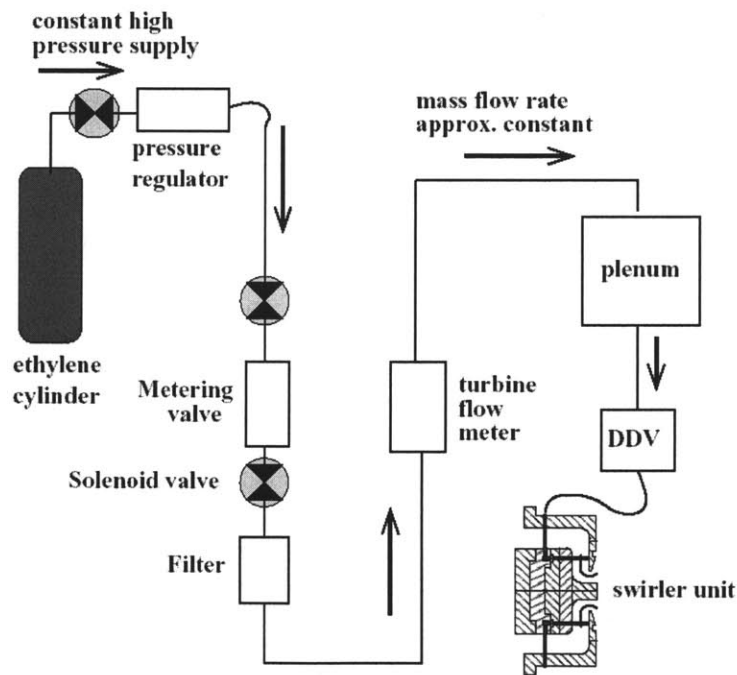 constant high
pressure supply
pressure
regulator
mass flow rate
approx. constant
plenum
ethylene
cylinder
Metering
valve
turbine
flow
meter
DDV
Solenoid valve
Filter
swirler unit